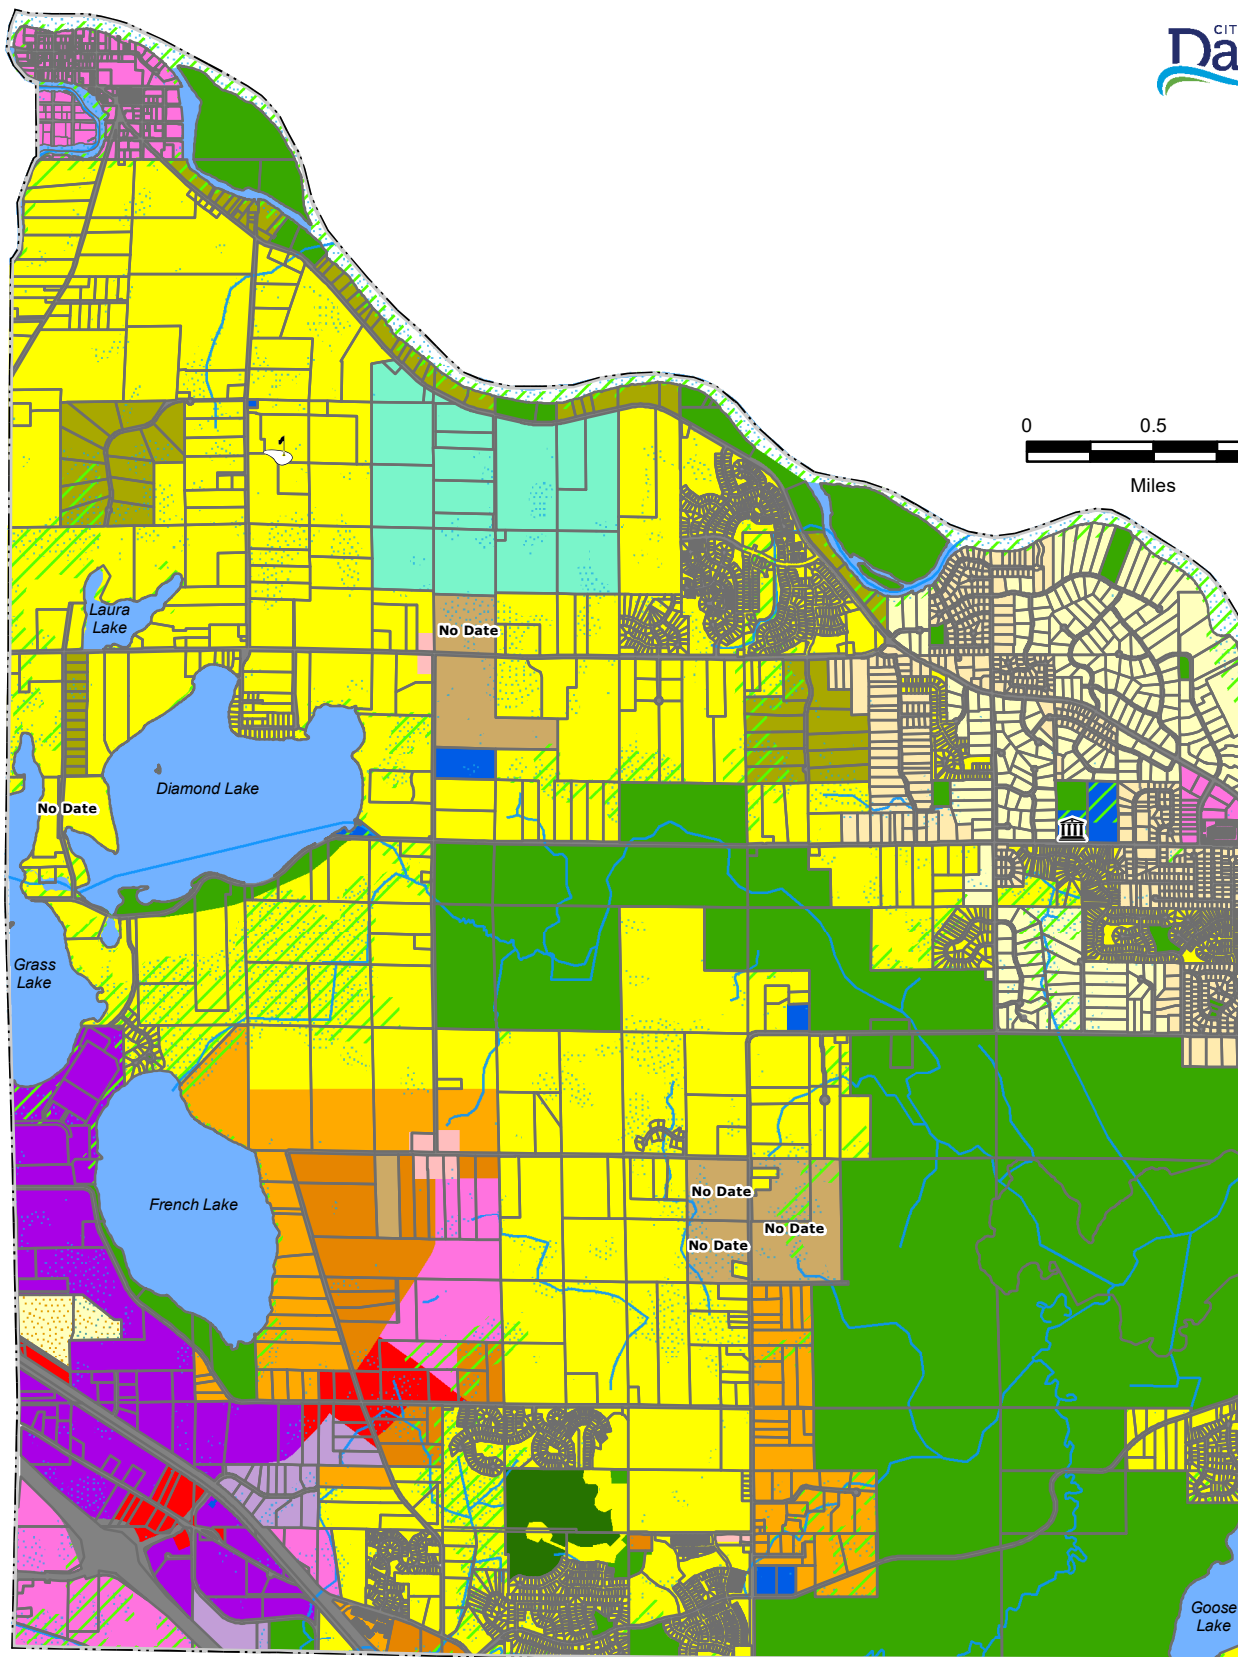 CIT
Da
0 0.5
Miles
Laura
Lake
No Date
Diamond Lake
No Date
Grass
Lake
No Date
French Lake
No Date
No Date
Goose
Lake